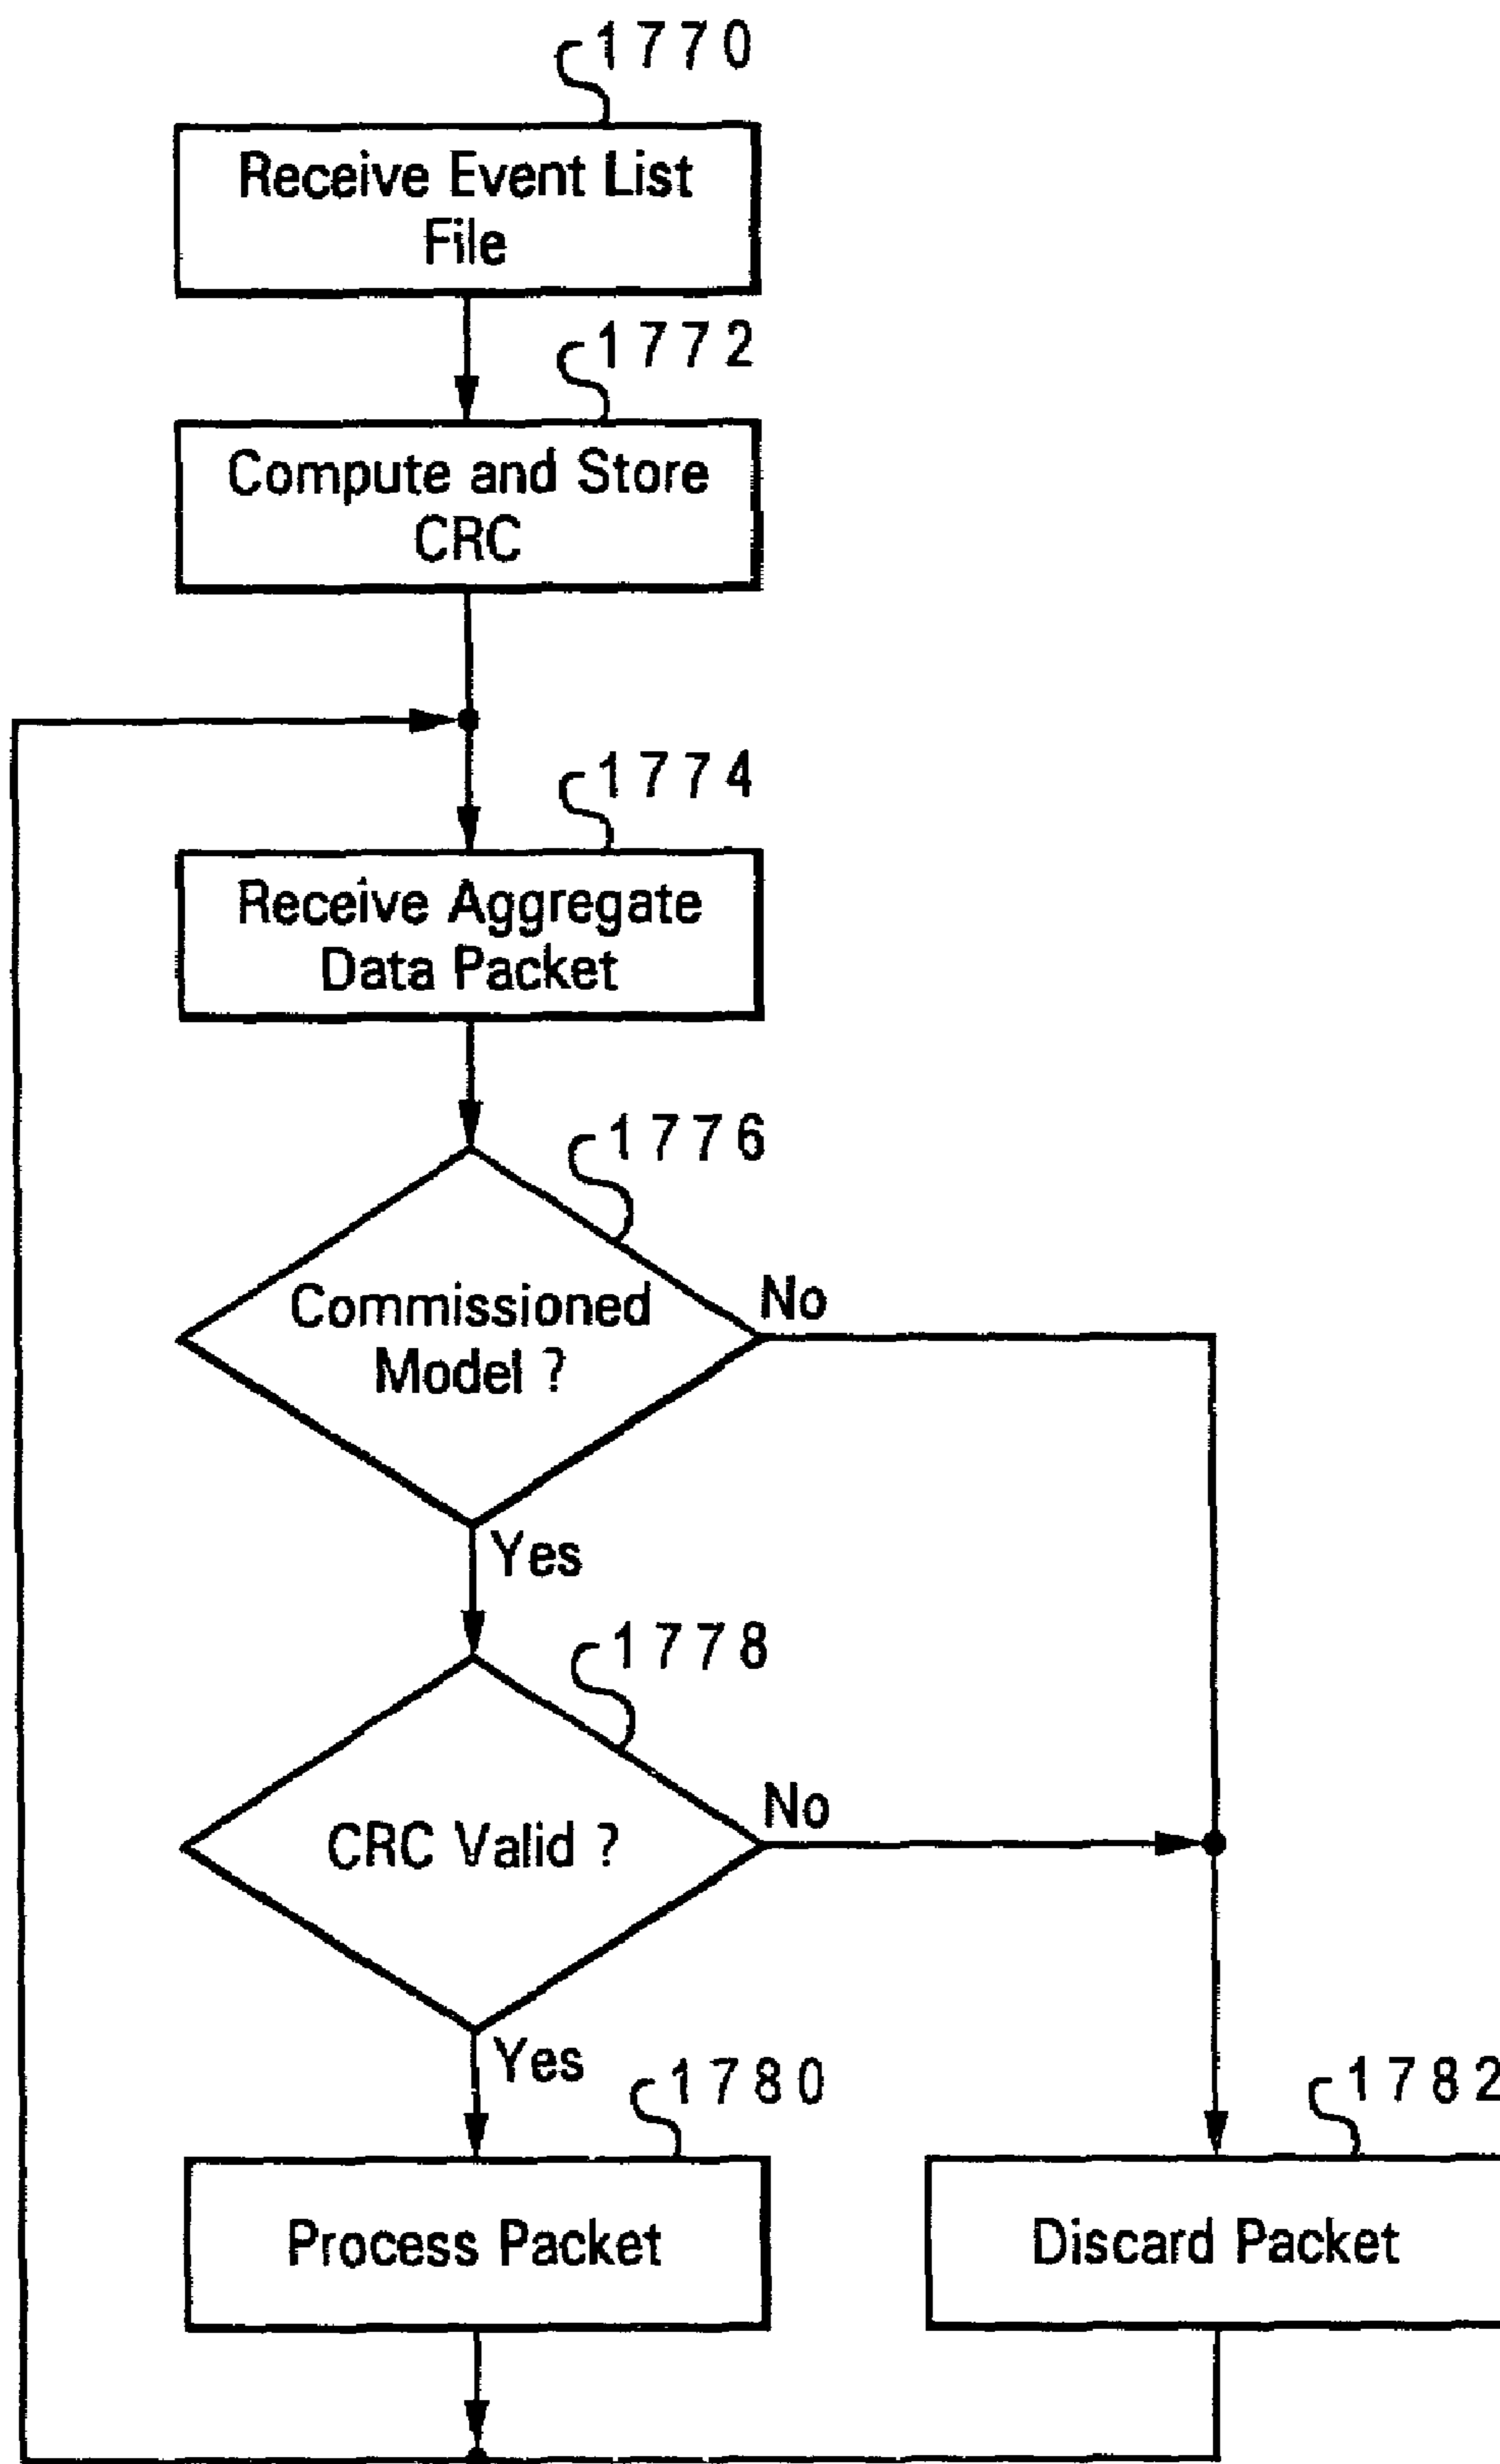 1770
Receive Event List
File
1772
Compute and Store
CRC
1774
Receive Aggregate
Data Packet
1776
Commissioned
Model ?
No
Yes
1778
CRC Valid ?
No
Yes
1780
Process Packet
1782
Discard Packet